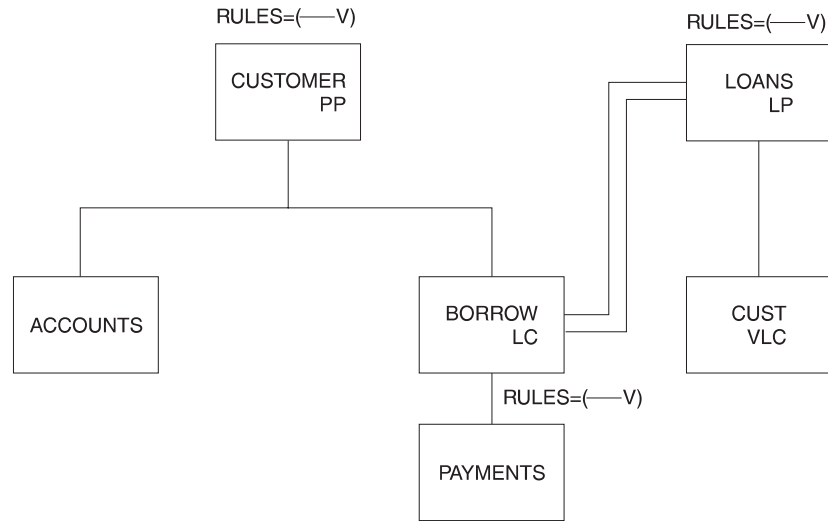 RULES=(——V)
CUSTOMER
PP
RULES=(——V)
LOANS
LP
ACCOUNTS
BORROW
LC
CUST
VLC
RULES=(——V)
PAYMENTS